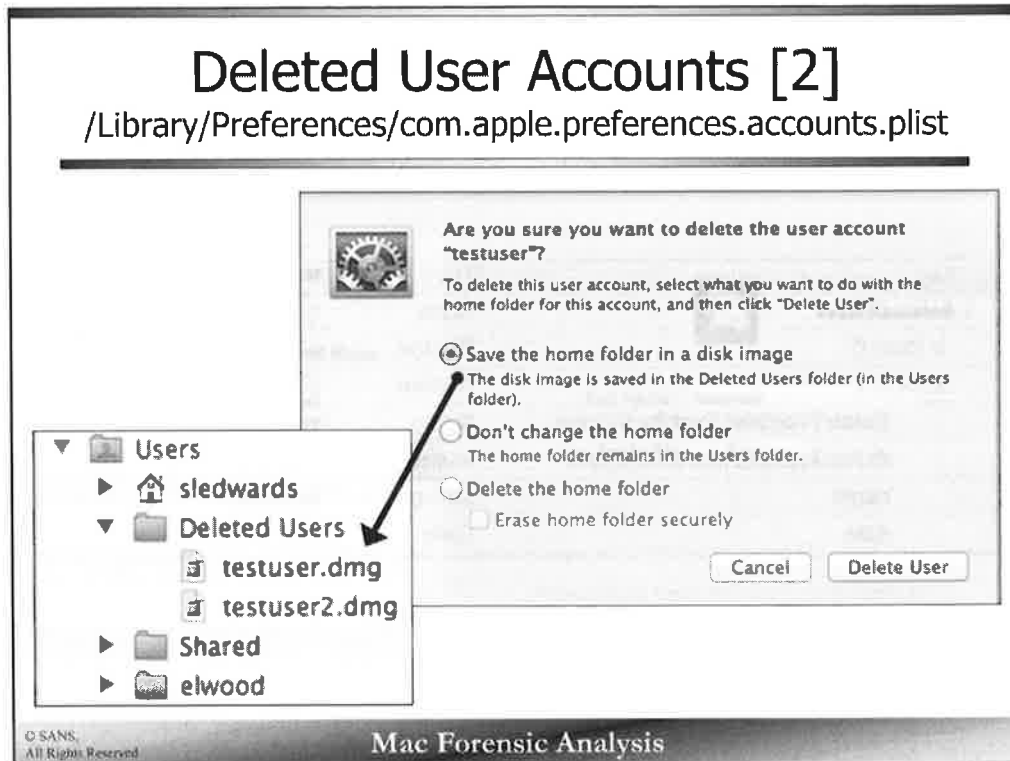 Deleted User Accounts [2]
/Library/Preferences/com.apple.preferences.accounts.plist
Are you sure you want to delete the user account
"testuser"?
To delete this user account, select what you want to do with the
home folder for this account, and then click "Delete User".
Save the home folder in a disk image
The disk image is saved in the Deleted Users folder (in the Users
folder).
Don't change the home folder
The home folder remains in the Users folder.
Delete the home folder
Erase home folder securely
Cancel
Delete User
Users
sledwards
Deleted Users
testuser.dmg
testuser2.dmg
Shared
elwood
© SANS,
All Rights Reserved
Mac Forensic Analysis